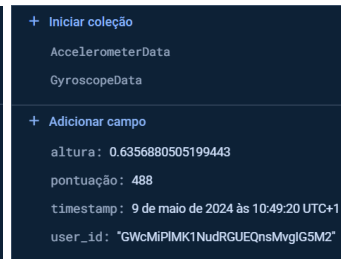 + Iniciar coleção
AccelerometerData
GyroscopeData
+ Adicionar campo
altura: 0.6356880505199443
pontuação: 488
timestamp: 9 de maio de 2024 às 10:49:20 UTC+1
user_id: "GWcMiPlMK1NudRGUEQnsMvgIG5M2"